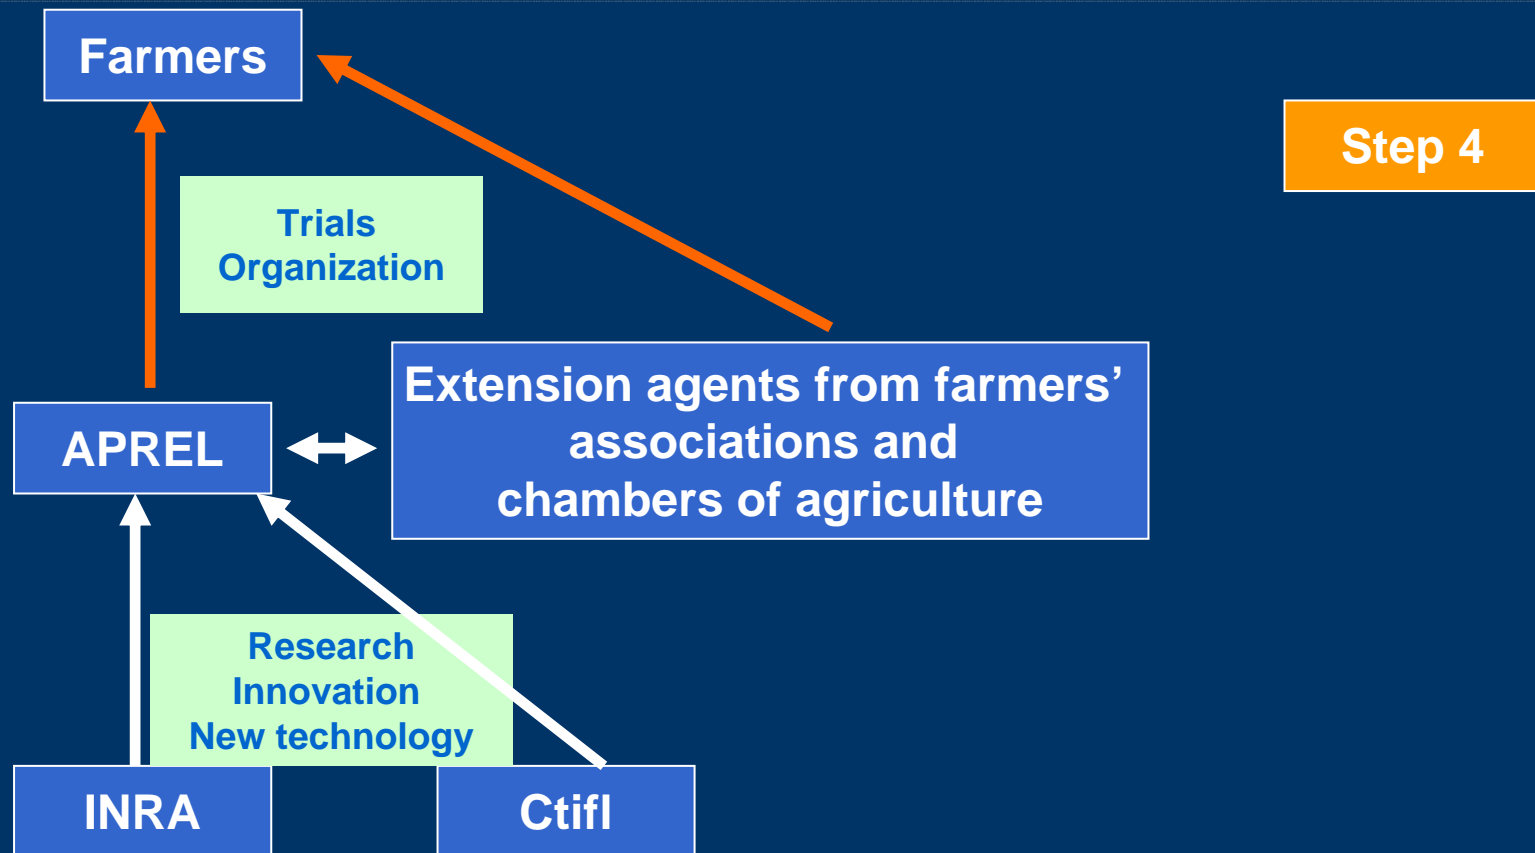 Farmers
Step 4
Trials
Organization
Extension agents from farmers’
associations and
chambers of agriculture
APREL
Research
Innovation
New technology
INRA
Ctifl